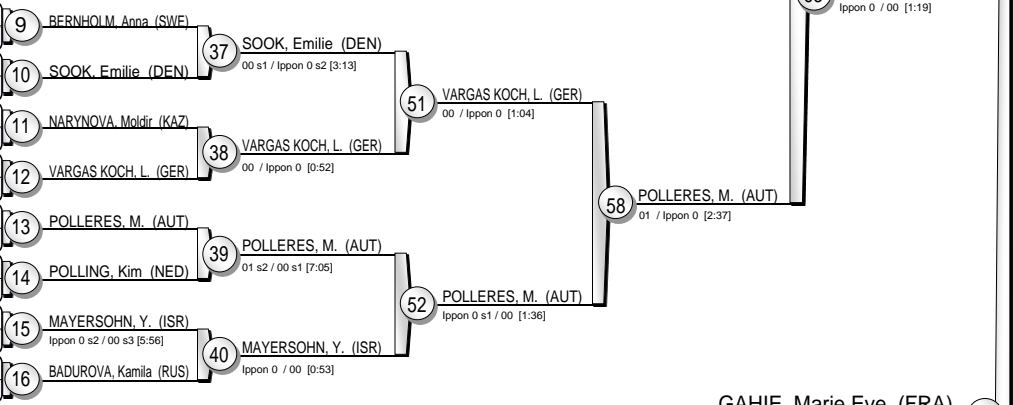 Ippon 0 / 00 [1:19]
9 BERNHOLM, Anna (SWE)
37 SOOK, Emilie (DEN)
00 s1 / Ippon 0 s2 [3:13]
10 SOOK, Emilie (DEN)
51 VARGAS KOCH, L. (GER)
00 / Ippon 0 [1:04]
11 NARYNOVA, Moldir (KAZ)
38 VARGAS KOCH, L. (GER)
00 / Ippon 0 [0:52]
12 VARGAS KOCH, L. (GER)
58 POLLERES, M. (AUT)
01 / Ippon 0 [2:37]
13 POLLERES, M. (AUT)
39 POLLERES, M. (AUT)
01 s2 / 00 s1 [7:05]
14 POLLING, Kim (NED)
52 POLLERES, M. (AUT)
Ippon 0 s1 / 00 [1:36]
15 MAYERSOHN, Y. (ISR)
Ippon 0 s2 / 00 s3 [5:56]
40 MAYERSOHN, Y. (ISR)
Ippon 0 / 00 [0:53]
16 BADUROVA, Kamila (RUS)
GAHIE, Marie Eve (FRA)